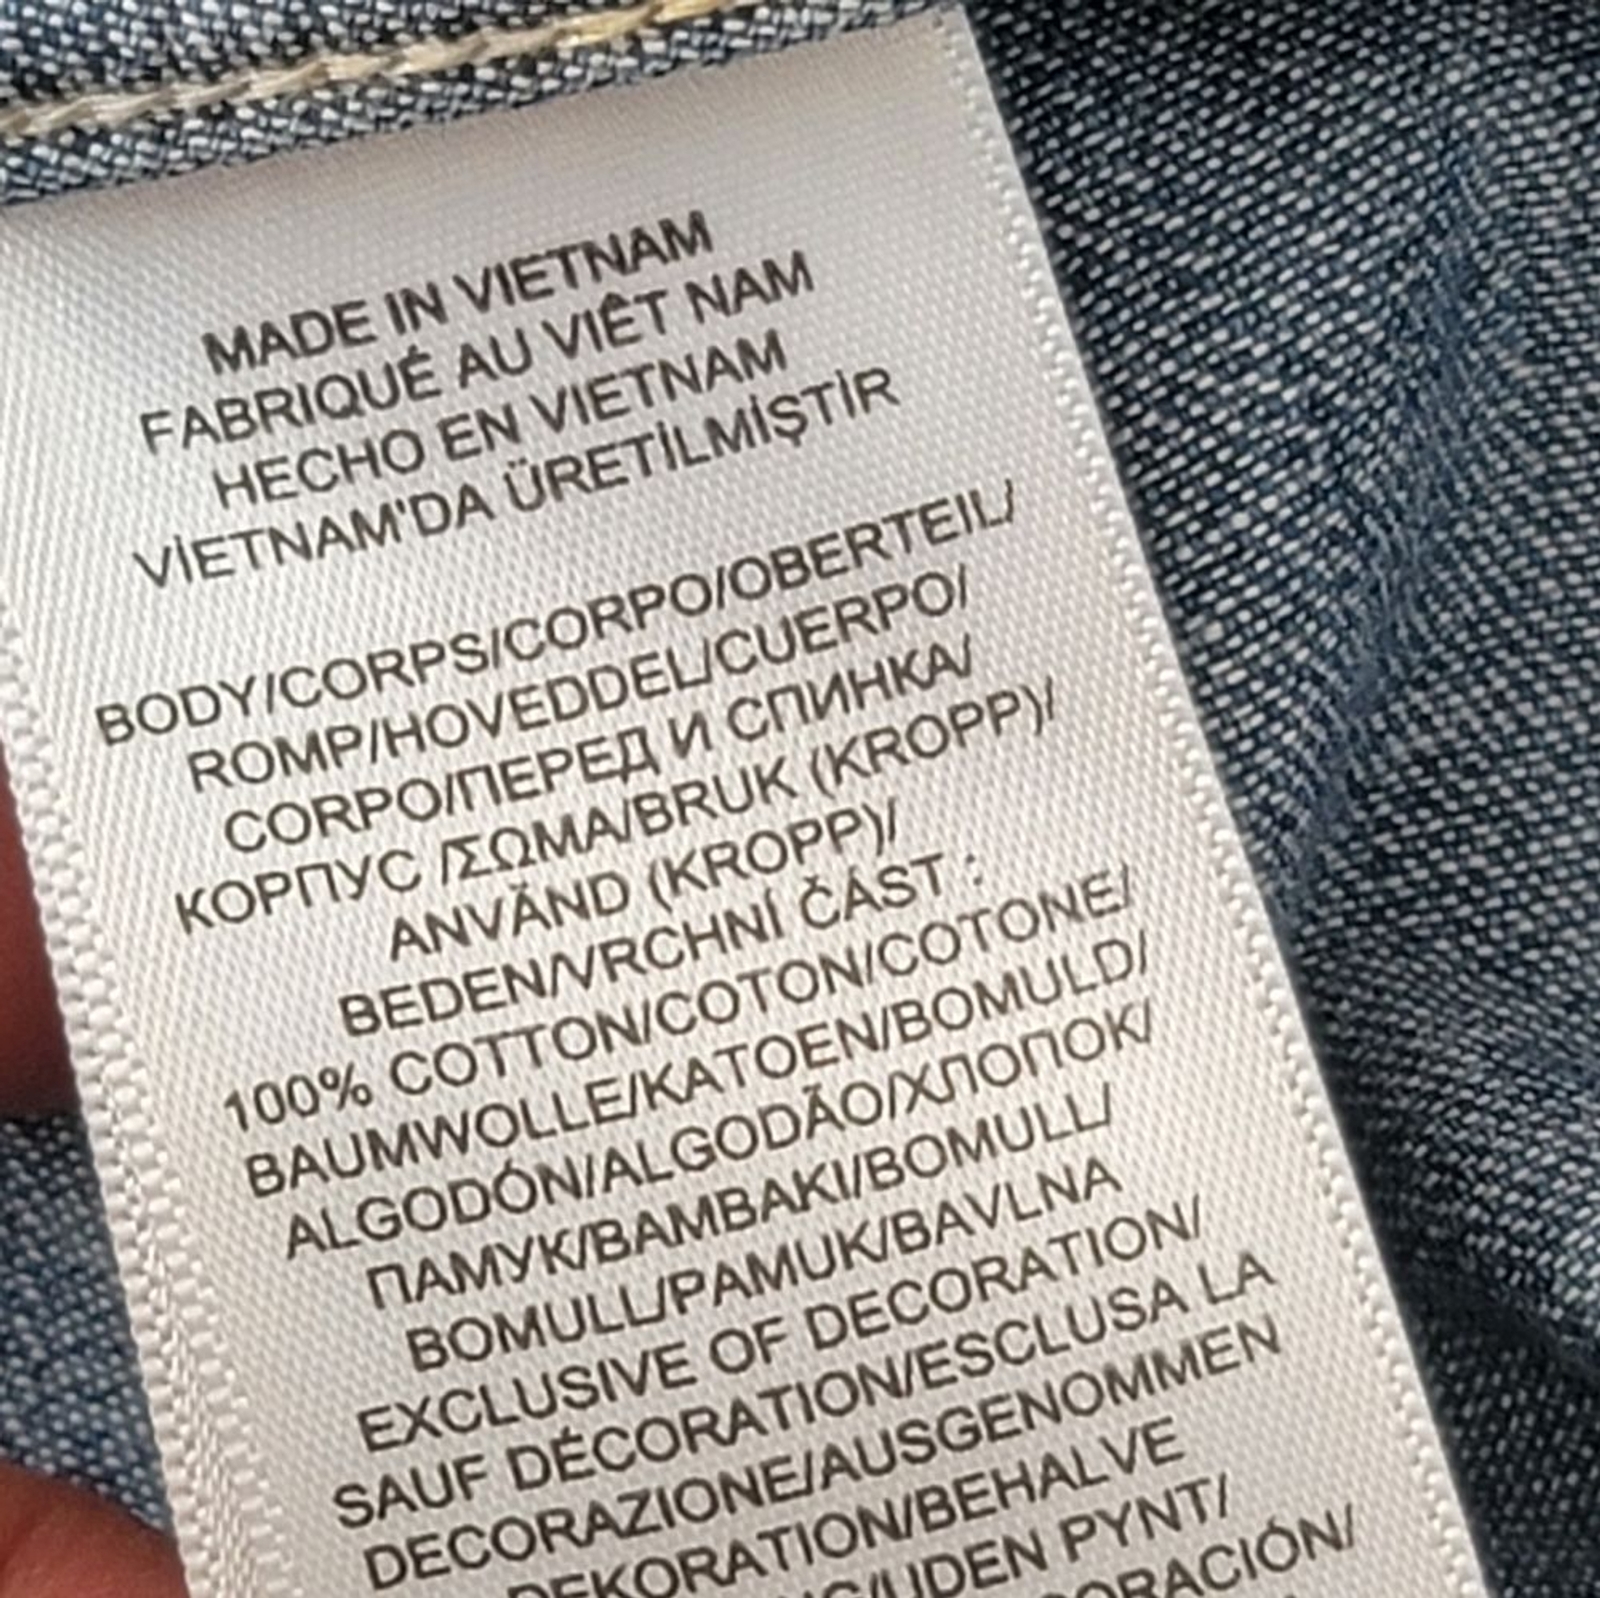 MADE IN VIETNAM
FABRIQUÉ AU VIÊT NAM
HECHO EN VIETNAM
VİETNAM'DA ÜRETİLMİŞTİR
BODY/CORPS/CORPO/OBERTEIL/
ROMP/HOVEDDEL/CUERPO/
CORPO/ПЕРЕД И СПИНКА/
КОРПУС /ΣΩΜΑ/BRUK (KROPP)/
ANVÄND (KROPP)/
BEDEN/VRCHNÍ ČÁST :
100% COTTON/COTON/COTONE/
BAUMWOLLE/KATOEN/BOMULD/
ALGODÓN/ALGODÃO/ХЛОПОК/
ПАМУК/BAMBAKI/BOMULL/
BOMULL/PAMUK/BAVLNA
EXCLUSIVE OF DECORATION/
SAUF DÉCORATION/ESCLUSA LA
DECORAZIONE/AUSGENOMMEN
DEKORATION/BEHALVE
/UDEN PYNT/